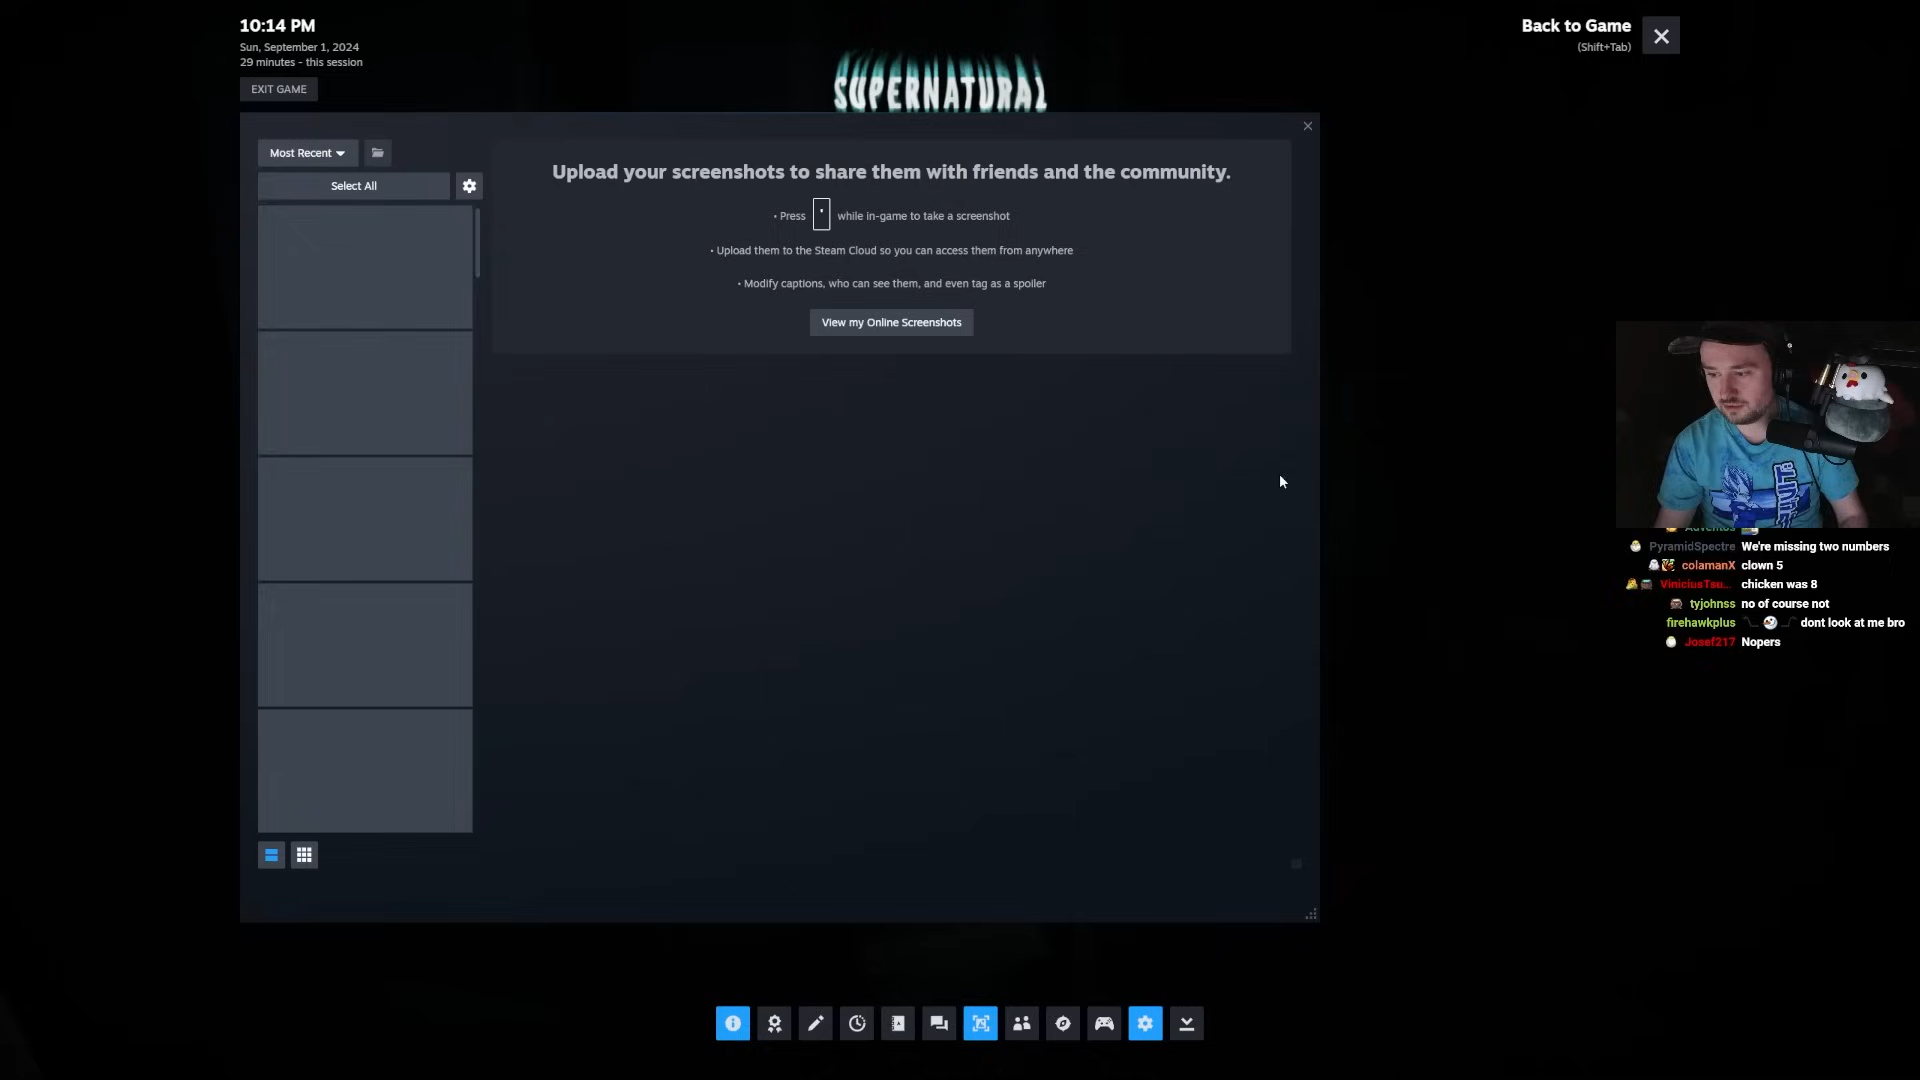 10:14 PM
Sun, September 1, 2024
29 minutes - this session
EXIT GAME
SUPERNATURAL
Back to Game
(Shift+Tab)
Most Recent
Select All
Upload your screenshots to share them with friends and the community.
• Press ' while in-game to take a screenshot
• Upload them to the Steam Cloud so you can access them from anywhere
• Modify captions, who can see them, and even tag as a spoiler
View my Online Screenshots
PyramidSpectre We're missing two numbers
colamanX clown 5
ViniciusTsu... chicken was 8
tyjohnss no of course not
firehawkplus dont look at me bro
Josef217 Nopers